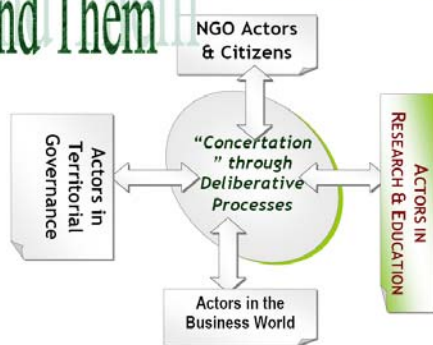 nd Them
NGO Actors
& Citizens
Actors in
Territorial
Governance
“Concertation
” through
Deliberative
Processes
ACTORS IN
RESEARCH & EDUCATION
Actors in the
Business World